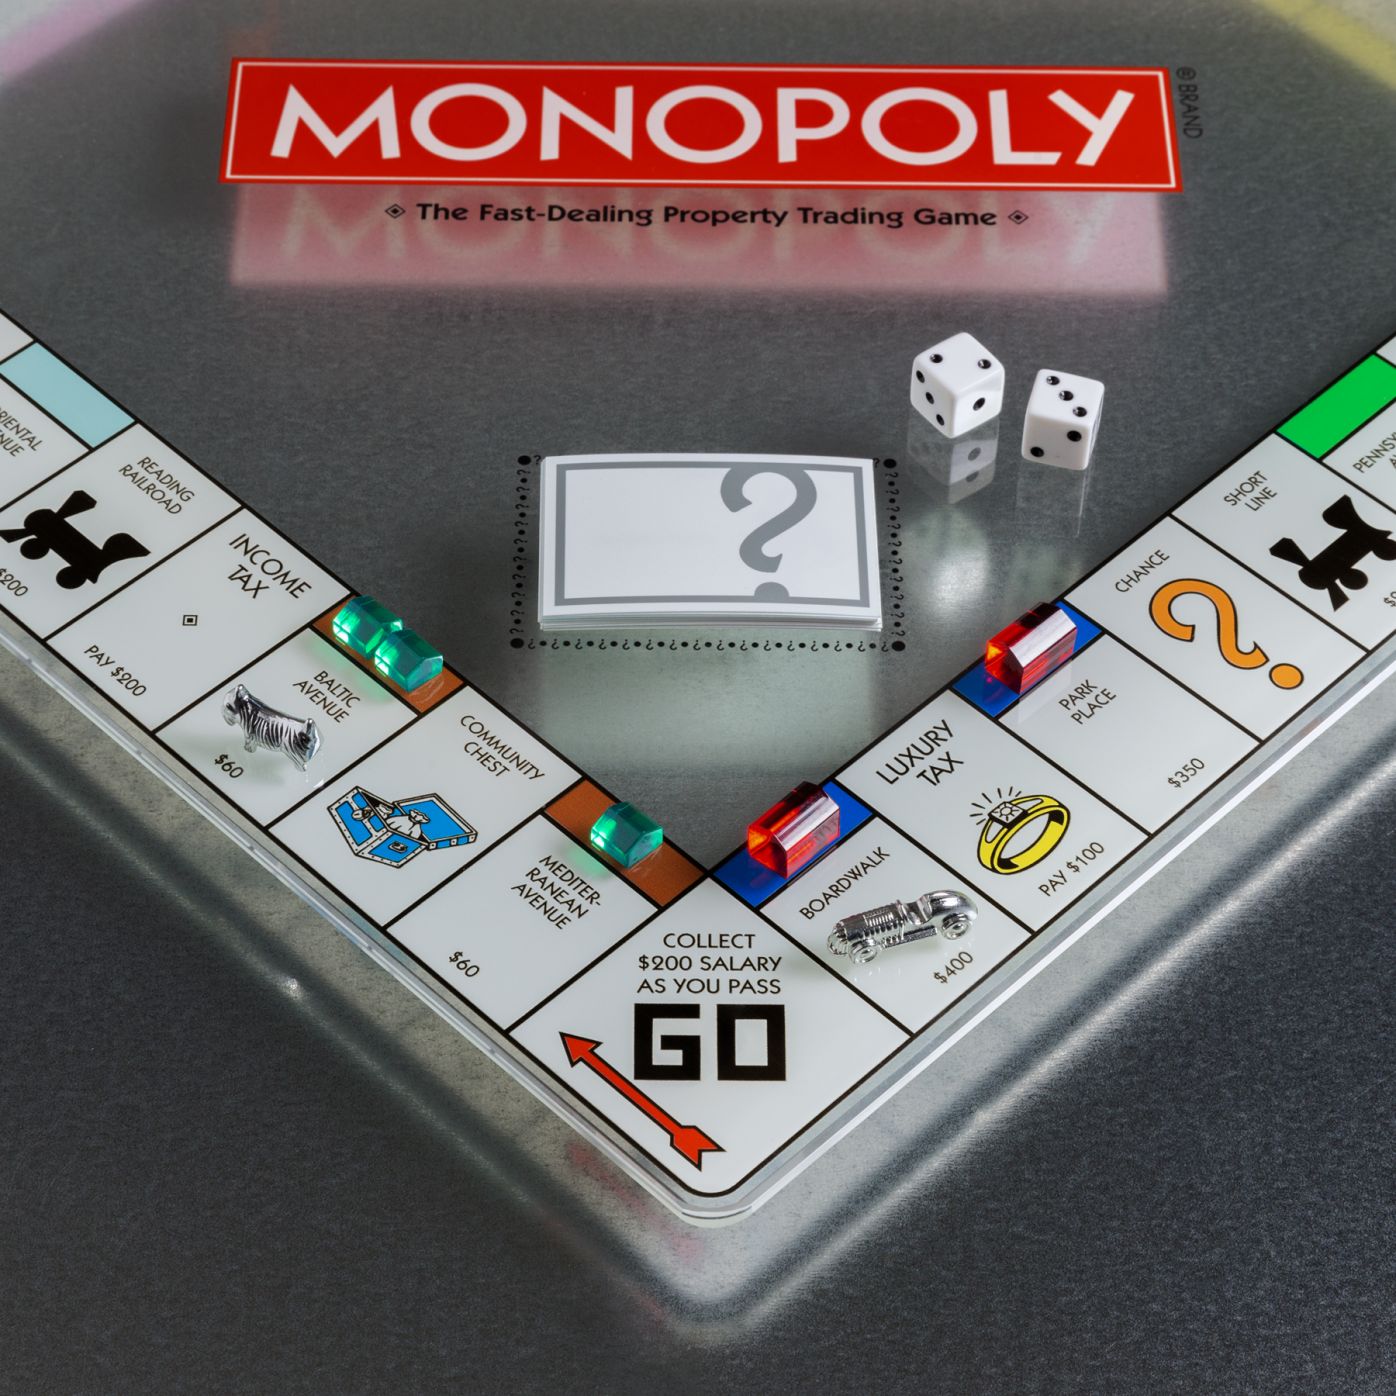 MONOPOLY
® BRAND
The Fast-Dealing Property Trading Game
?
READING
RAILROAD
$200
INCOME
TAX
PAY $200
BALTIC
AVENUE
$60
COMMUNITY
CHEST
MEDITER-
RANEAN
AVENUE
$60
COLLECT
$200 SALARY
AS YOU PASS
GO
BOARDWALK
$400
LUXURY
TAX
PAY $100
PARK
PLACE
$350
CHANCE
?
SHORT
LINE